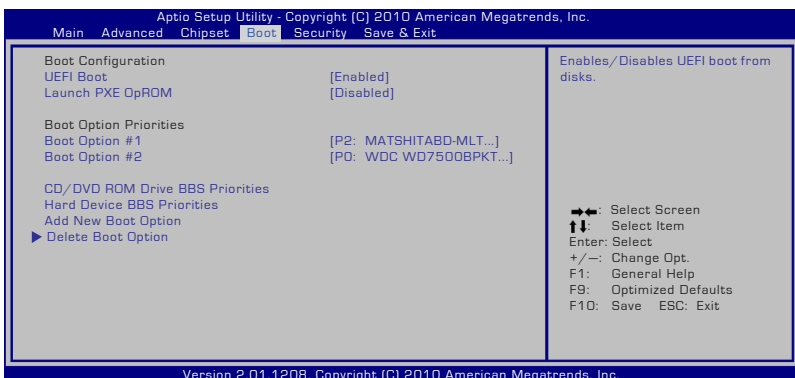 Aptio Setup Utility - Copyright (C) 2010 American Megatrends, Inc.
Main Advanced Chipset Boot Security Save & Exit
Boot Configuration
UEFI Boot [Enabled]
Launch PXE OpROM [Disabled]
Boot Option Priorities
Boot Option #1 [P2: MATSHITABD-MLT...]
Boot Option #2 [P0: WDC WD7500BPKT...]
CD/DVD ROM Drive BBS Priorities
Hard Device BBS Priorities
Add New Boot Option
Delete Boot Option
Enables/Disables UEFI boot from
disks.
→←: Select Screen
↑↓: Select Item
Enter: Select
+/—: Change Opt.
F1: General Help
F9: Optimized Defaults
F10: Save ESC: Exit
Version 2.01.1208. Copyright (C) 2010 American Megatrends, Inc.